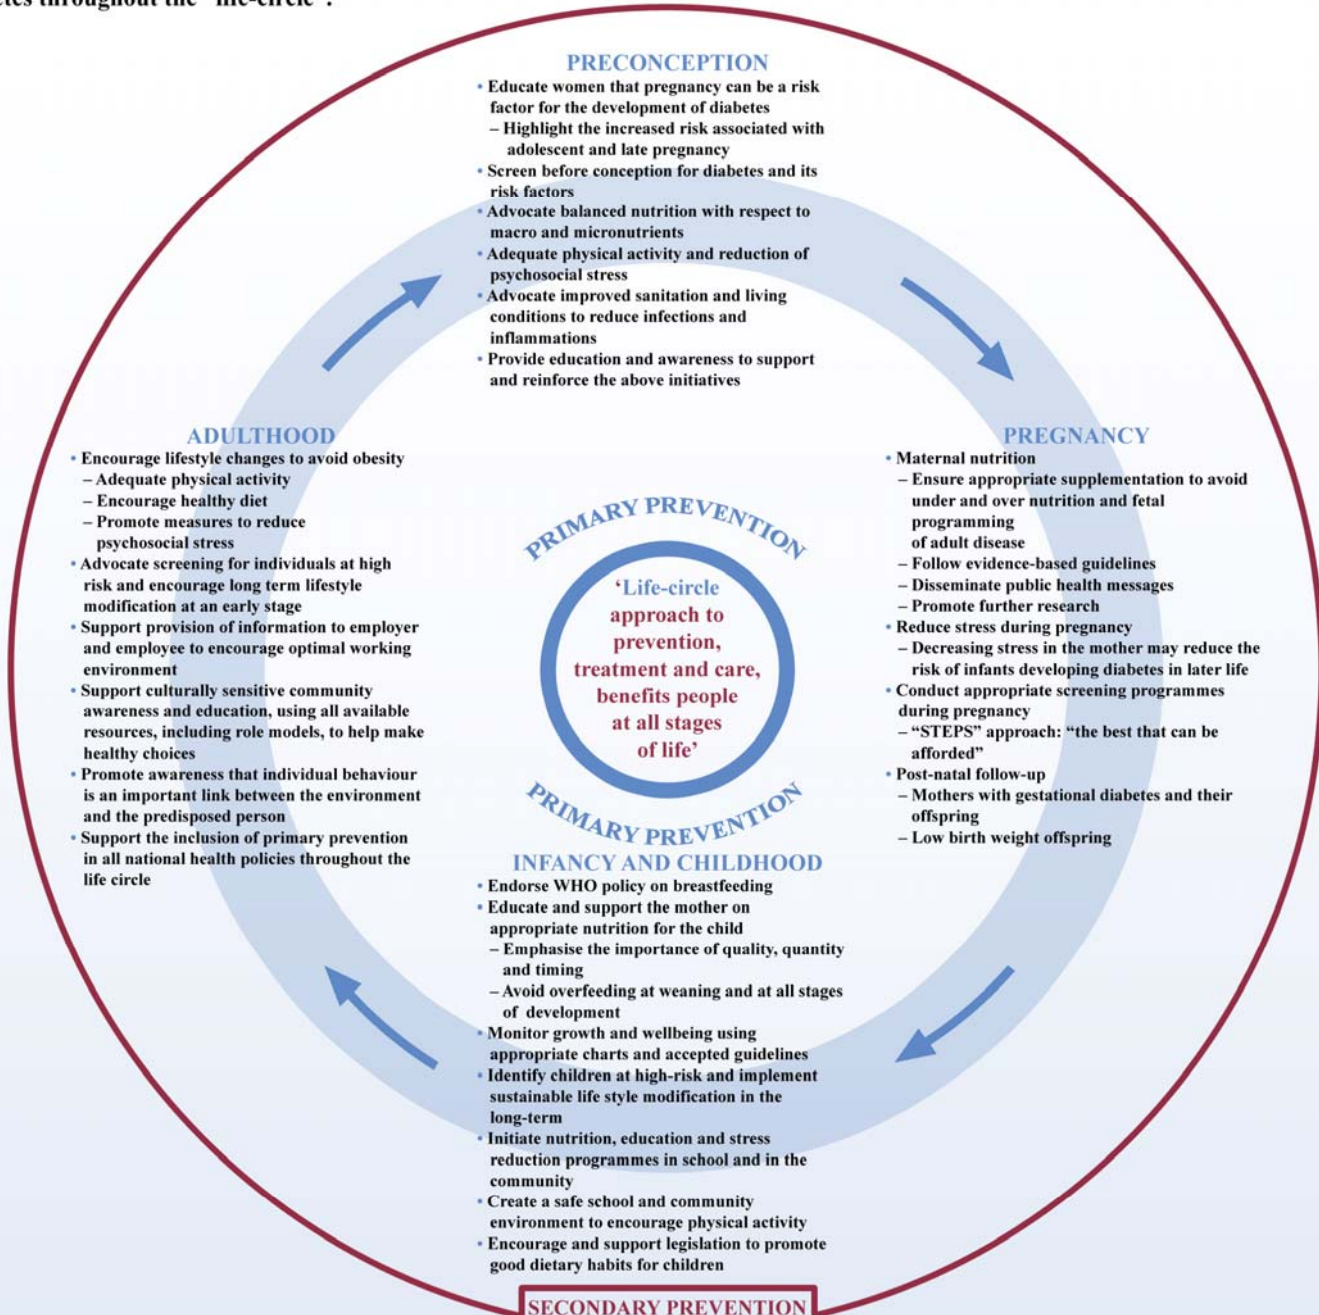 etes throughout the "life-circle".
PRECONCEPTION
• Educate women that pregnancy can be a risk
factor for the development of diabetes
– Highlight the increased risk associated with
adolescent and late pregnancy
• Screen before conception for diabetes and its
risk factors
• Advocate balanced nutrition with respect to
macro and micronutrients
• Adequate physical activity and reduction of
psychosocial stress
• Advocate improved sanitation and living
conditions to reduce infections and
inflammations
• Provide education and awareness to support
and reinforce the above initiatives
PREGNANCY
• Maternal nutrition
– Ensure appropriate supplementation to avoid
under and over nutrition and fetal
programming
of adult disease
– Follow evidence-based guidelines
– Disseminate public health messages
– Promote further research
• Reduce stress during pregnancy
– Decreasing stress in the mother may reduce the
risk of infants developing diabetes in later life
• Conduct appropriate screening programmes
during pregnancy
– “STEPS” approach: “the best that can be
afforded”
• Post-natal follow-up
– Mothers with gestational diabetes and their
offspring
– Low birth weight offspring
ADULTHOOD
• Encourage lifestyle changes to avoid obesity
– Adequate physical activity
– Encourage healthy diet
– Promote measures to reduce
psychosocial stress
• Advocate screening for individuals at high
risk and encourage long term lifestyle
modification at an early stage
• Support provision of information to employer
and employee to encourage optimal working
environment
• Support culturally sensitive community
awareness and education, using all available
resources, including role models, to help make
healthy choices
• Promote awareness that individual behaviour
is an important link between the environment
and the predisposed person
• Support the inclusion of primary prevention
in all national health policies throughout the
life circle
PRIMARY PREVENTION
‘Life-circle
approach to
prevention,
treatment and care,
benefits people
at all stages
of life’
PRIMARY PREVENTION
INFANCY AND CHILDHOOD
• Endorse WHO policy on breastfeeding
• Educate and support the mother on
appropriate nutrition for the child
– Emphasise the importance of quality, quantity
and timing
– Avoid overfeeding at weaning and at all stages
of development
• Monitor growth and wellbeing using
appropriate charts and accepted guidelines
• Identify children at high-risk and implement
sustainable life style modification in the
long-term
• Initiate nutrition, education and stress
reduction programmes in school and in the
community
• Create a safe school and community
environment to encourage physical activity
• Encourage and support legislation to promote
good dietary habits for children
SECONDARY PREVENTION